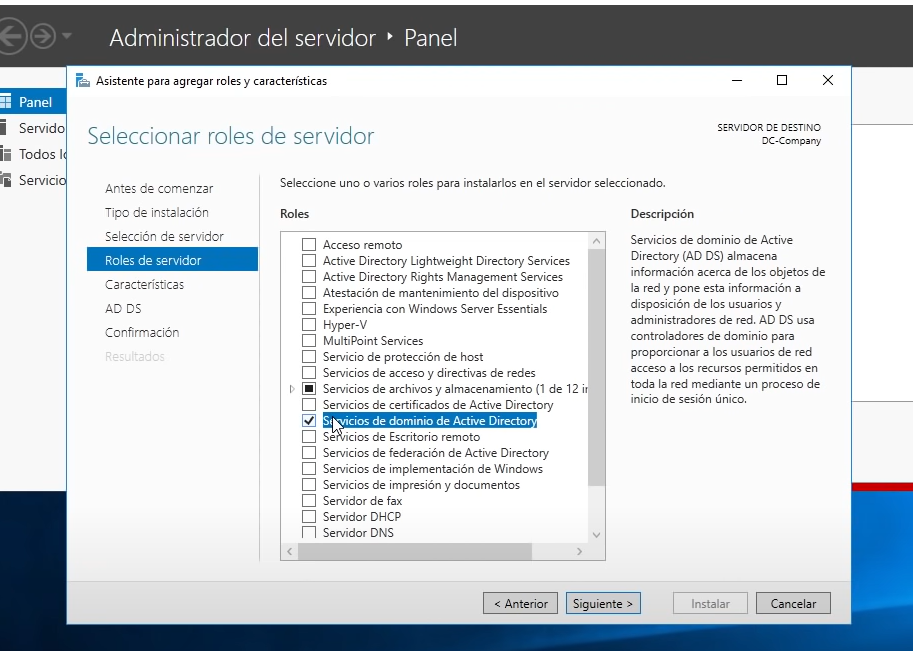 Administrador del servidor ‣ Panel
Asistente para agregar roles y características
Panel
Servido
Todos lo
Servicio
Seleccionar roles de servidor
SERVIDOR DE DESTINO
DC-Company
Antes de comenzar
Tipo de instalación
Selección de servidor
Roles de servidor
Características
AD DS
Confirmación
Resultados
Seleccione uno o varios roles para instalarlos en el servidor seleccionado.
Roles
Acceso remoto
Active Directory Lightweight Directory Services
Active Directory Rights Management Services
Atestación de mantenimiento del dispositivo
Experiencia con Windows Server Essentials
Hyper-V
MultiPoint Services
Servicio de protección de host
Servicios de acceso y directivas de redes
Servicios de archivos y almacenamiento (1 de 12 in
Servicios de certificados de Active Directory
Servicios de dominio de Active Directory
Servicios de Escritorio remoto
Servicios de federación de Active Directory
Servicios de implementación de Windows
Servicios de impresión y documentos
Servidor de fax
Servidor DHCP
Servidor DNS
Descripción
Servicios de dominio de Active
Directory (AD DS) almacena
información acerca de los objetos de
la red y pone esta información a
disposición de los usuarios y
administradores de red. AD DS usa
controladores de dominio para
proporcionar a los usuarios de red
acceso a los recursos permitidos en
toda la red mediante un proceso de
inicio de sesión único.
< Anterior
Siguiente >
Instalar
Cancelar